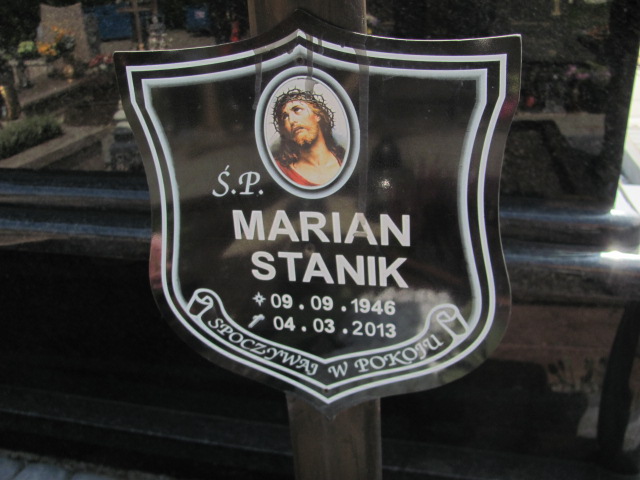 Ś.P.
MARIAN
STANIK
09.09.1946
04.03.2013
SPOCZYWAJ W POKOJU